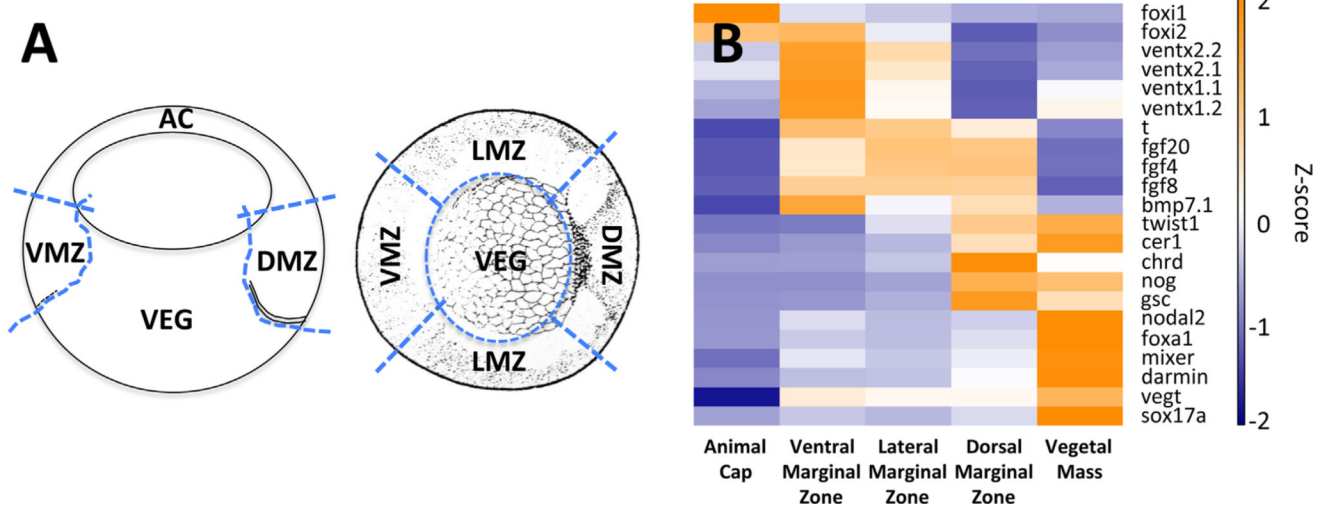 A
AC
VMZ
DMZ
VEG
LMZ
VMZ
VEG
DMZ
LMZ
B
foxi1
foxi2
ventx2.2
ventx2.1
ventx1.1
ventx1.2
t
fgf20
fgf4
fgf8
bmp7.1
twist1
cer1
chrd
nog
gsc
nodal2
foxa1
mixer
darmin
vegt
sox17a
Animal
Cap
Ventral
Marginal
Zone
Lateral
Marginal
Zone
Dorsal
Marginal
Zone
Vegetal
Mass
2
1
0
-1
-2
Z-score